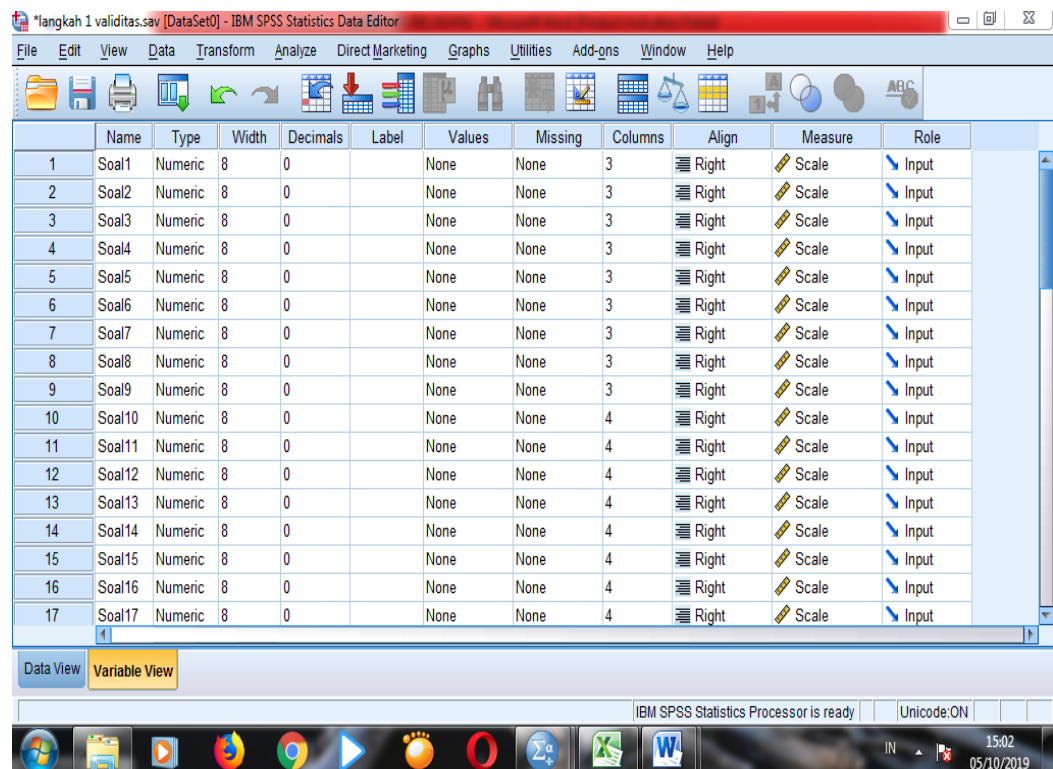 *langkah 1 validitas.sav [DataSet0] - IBM SPSS Statistics Data Editor
File Edit View Data Transform Analyze Direct Marketing Graphs Utilities Add-ons Window Help
Name Type Width Decimals Label Values Missing Columns Align Measure Role
1 Soal1 Numeric 8 0 None None 3 Right Scale Input
2 Soal2 Numeric 8 0 None None 3 Right Scale Input
3 Soal3 Numeric 8 0 None None 3 Right Scale Input
4 Soal4 Numeric 8 0 None None 3 Right Scale Input
5 Soal5 Numeric 8 0 None None 3 Right Scale Input
6 Soal6 Numeric 8 0 None None 3 Right Scale Input
7 Soal7 Numeric 8 0 None None 3 Right Scale Input
8 Soal8 Numeric 8 0 None None 3 Right Scale Input
9 Soal9 Numeric 8 0 None None 3 Right Scale Input
10 Soal10 Numeric 8 0 None None 4 Right Scale Input
11 Soal11 Numeric 8 0 None None 4 Right Scale Input
12 Soal12 Numeric 8 0 None None 4 Right Scale Input
13 Soal13 Numeric 8 0 None None 4 Right Scale Input
14 Soal14 Numeric 8 0 None None 4 Right Scale Input
15 Soal15 Numeric 8 0 None None 4 Right Scale Input
16 Soal16 Numeric 8 0 None None 4 Right Scale Input
17 Soal17 Numeric 8 0 None None 4 Right Scale Input
Data View Variable View
IBM SPSS Statistics Processor is ready Unicode:ON
IN 15:02
05/10/2019